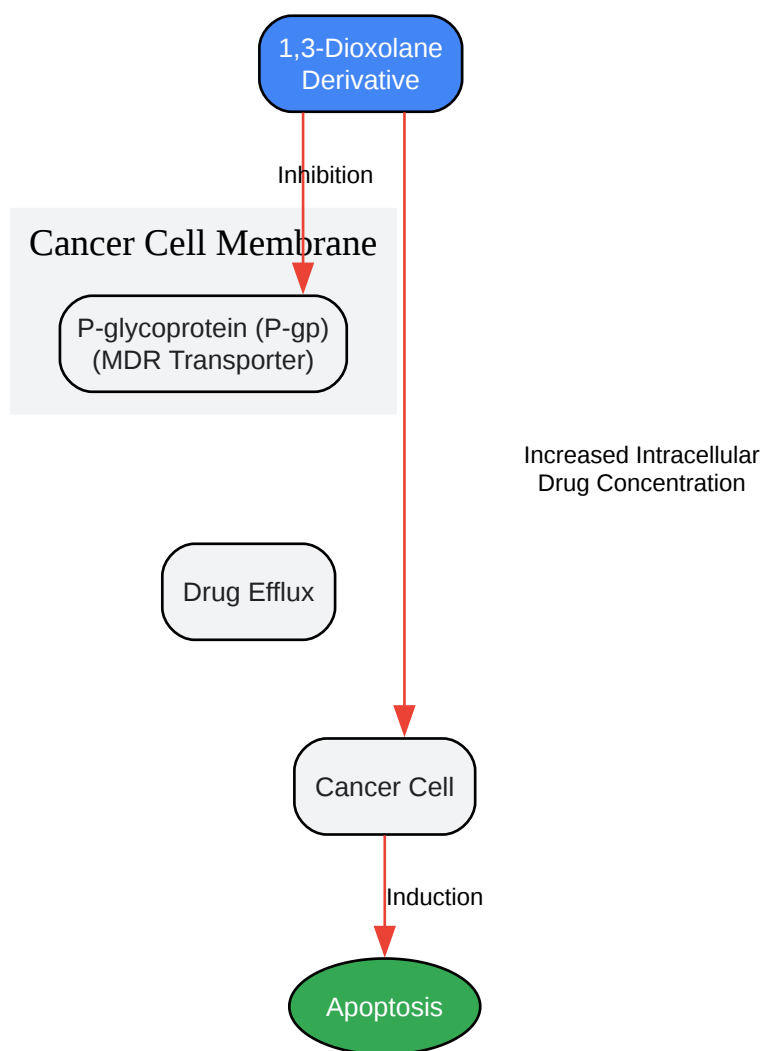 1,3-Dioxolane
Derivative
Inhibition
Cancer Cell Membrane
P-glycoprotein (P-gp)
(MDR Transporter)
Increased Intracellular
Drug Concentration
Drug Efflux
Cancer Cell
Induction
Apoptosis